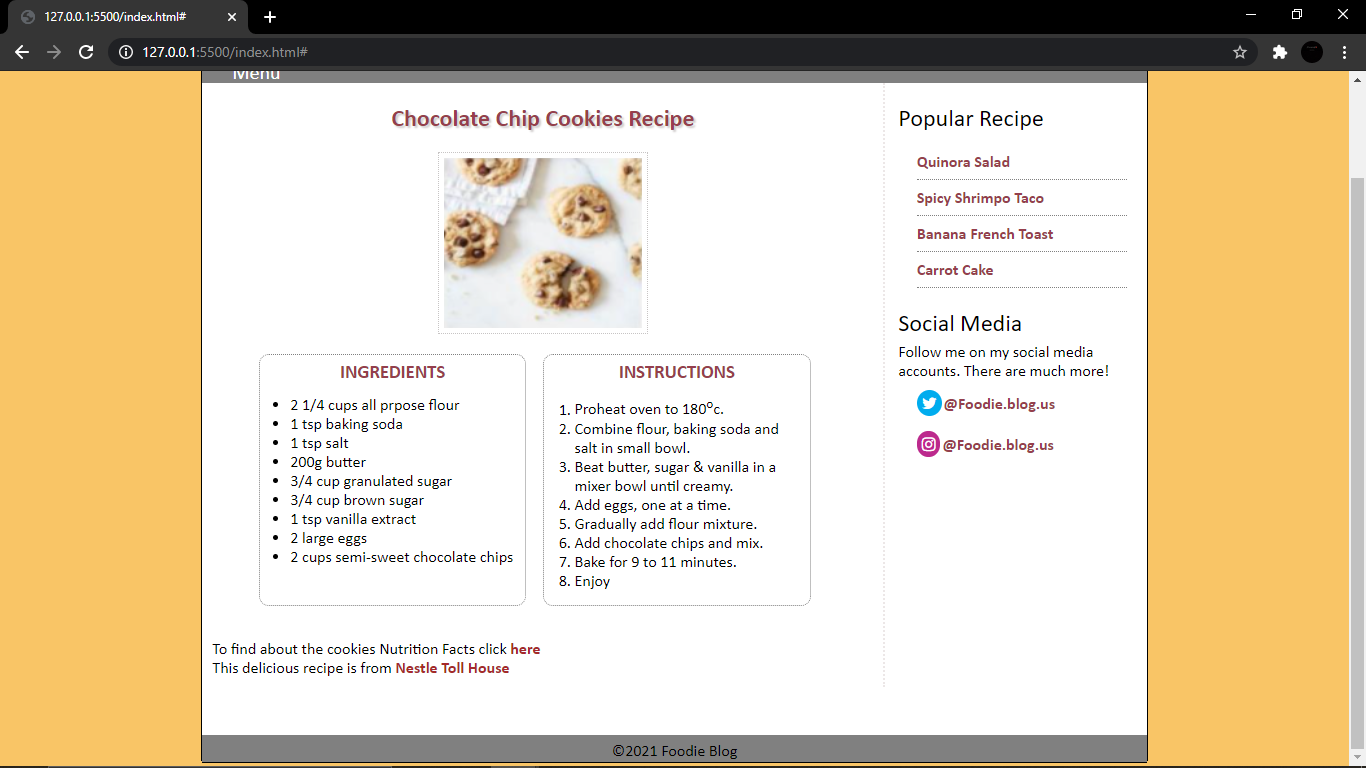 127.0.0.1:5500/index.html#
127.0.0.1:5500/index.html#
Menu
Chocolate Chip Cookies Recipe
INGREDIENTS
2 1/4 cups all prpose flour
1 tsp baking soda
1 tsp salt
200g butter
3/4 cup granulated sugar
3/4 cup brown sugar
1 tsp vanilla extract
2 large eggs
2 cups semi-sweet chocolate chips
INSTRUCTIONS
1. Proheat oven to 180ºc.
2. Combine flour, baking soda and
salt in small bowl.
3. Beat butter, sugar & vanilla in a
mixer bowl until creamy.
4. Add eggs, one at a time.
5. Gradually add flour mixture.
6. Add chocolate chips and mix.
7. Bake for 9 to 11 minutes.
8. Enjoy
To find about the cookies Nutrition Facts click here
This delicious recipe is from Nestle Toll House
Popular Recipe
Quinora Salad
Spicy Shrimpo Taco
Banana French Toast
Carrot Cake
Social Media
Follow me on my social media
accounts. There are much more!
@Foodie.blog.us
@Foodie.blog.us
©2021 Foodie Blog